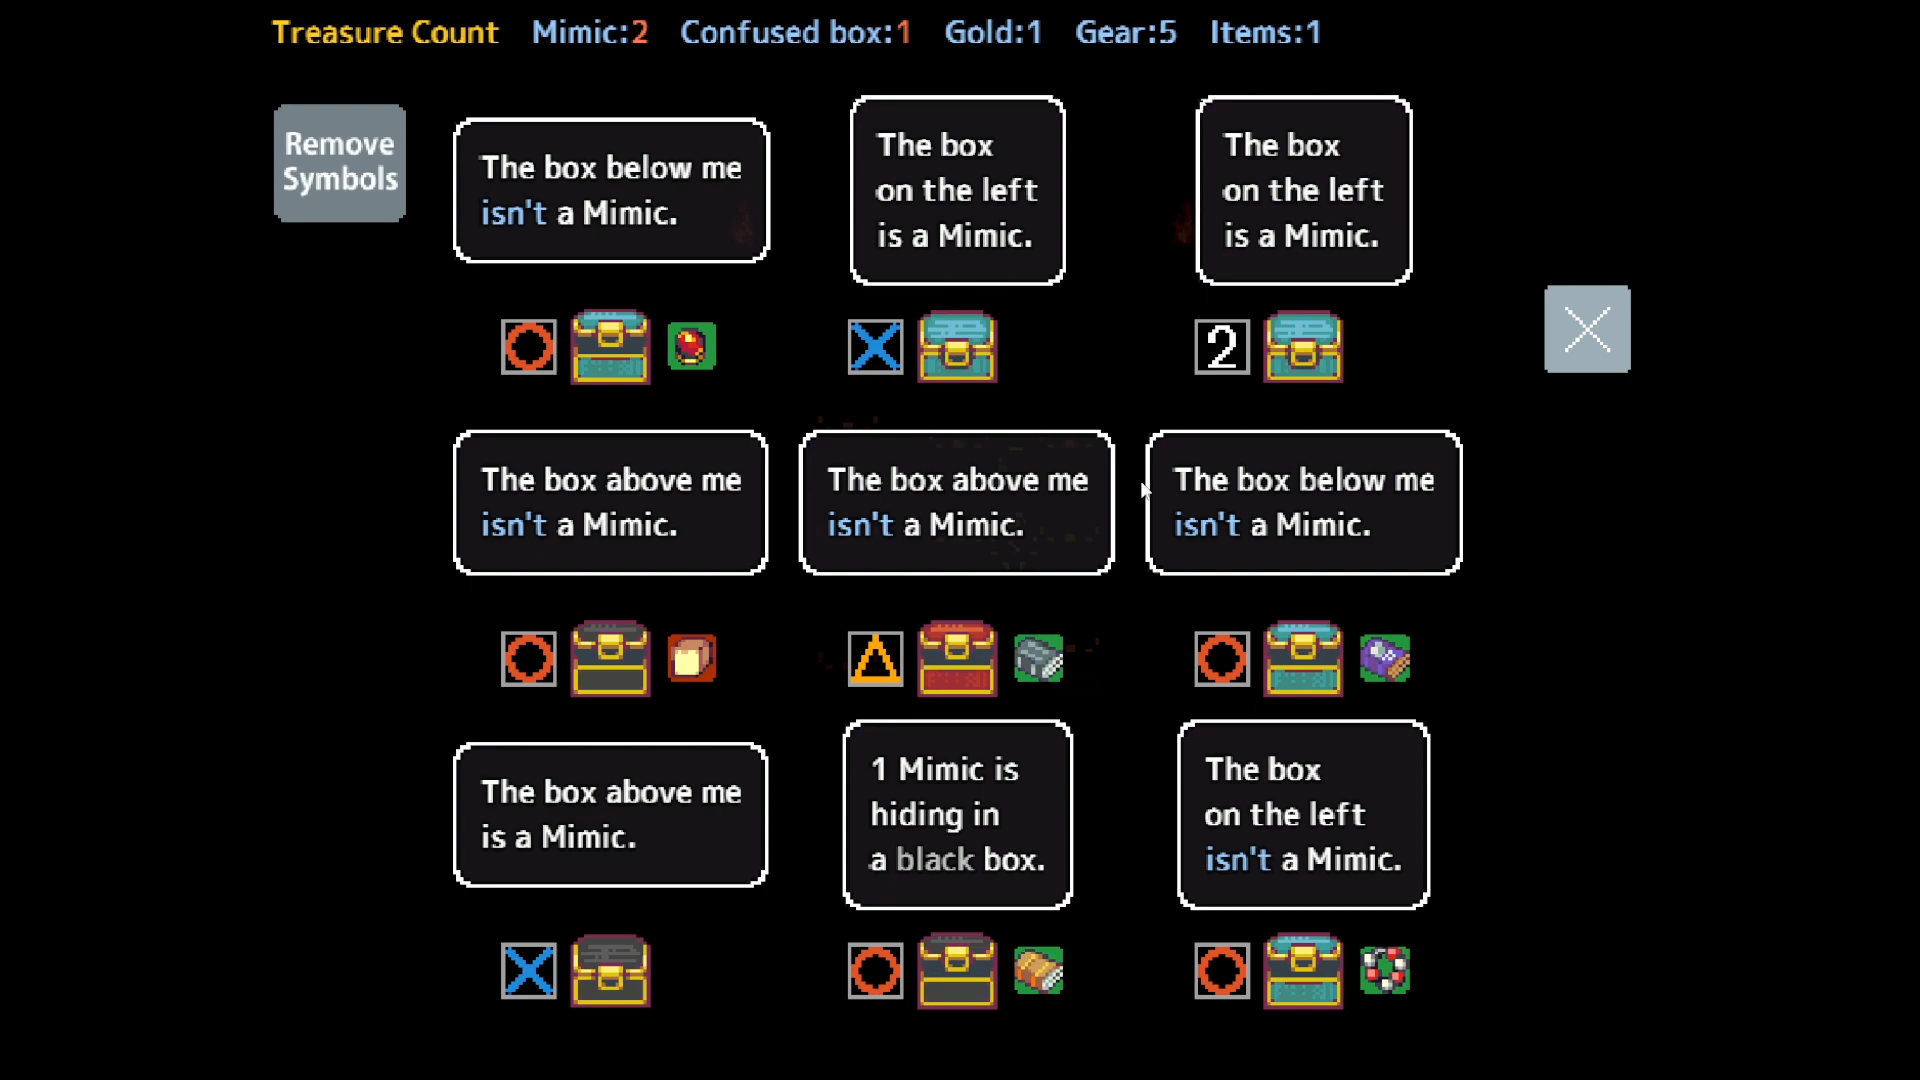 Treasure Count Mimic:2 Confused box:1 Gold:1 Gear:5 Items:1
Remove
Symbols
The box below me
isn't a Mimic.
The box
on the left
is a Mimic.
The box
on the left
is a Mimic.
2
The box above me
isn't a Mimic.
The box above me
isn't a Mimic.
The box below me
isn't a Mimic.
The box above me
is a Mimic.
1 Mimic is
hiding in
a black box.
The box
on the left
isn't a Mimic.